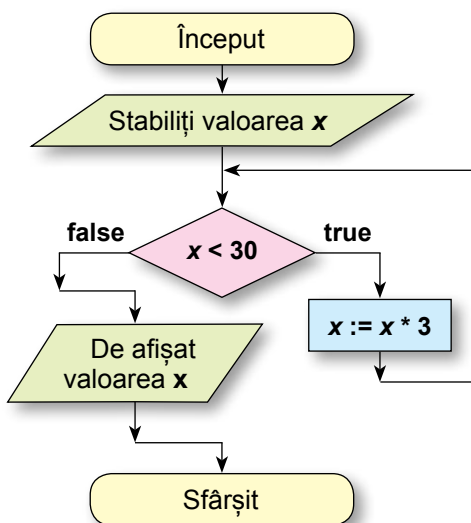 Început
Stabiliți valoarea x
false
x < 30
true
x := x * 3
De afișat
valoarea x
Sfârșit